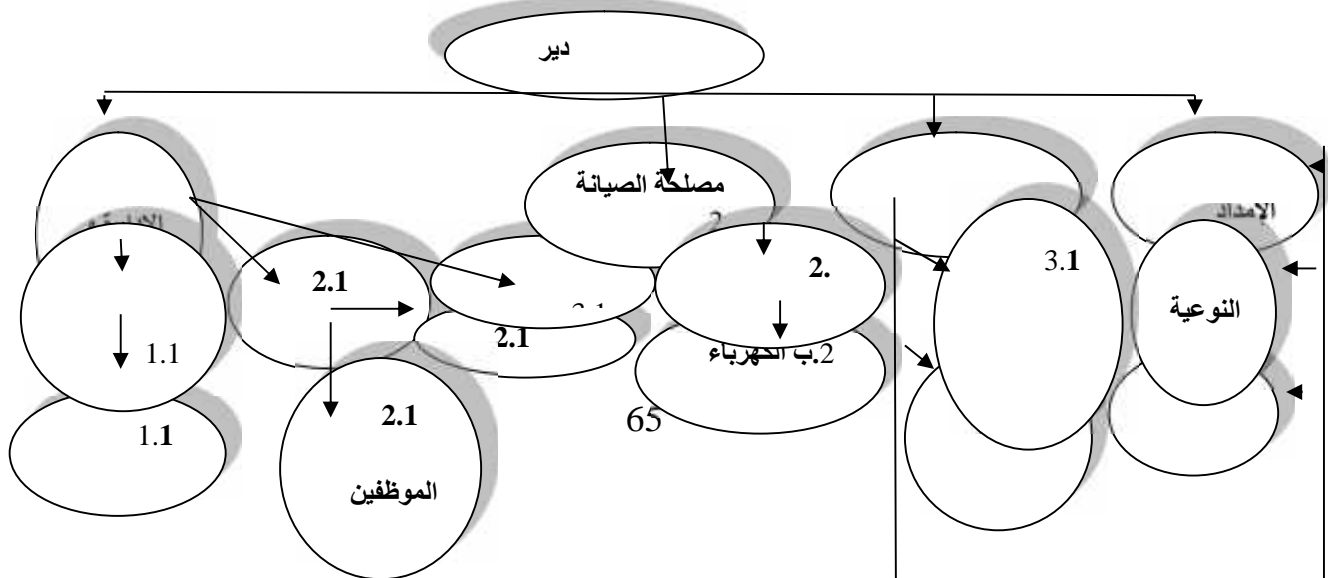 دير
مصلحة الصيانة
الإمداد
2.1
2.
3.1
النوعية
1.1
2.1
2.ب الكهرباء
1.1
2.1
65
الموظفين